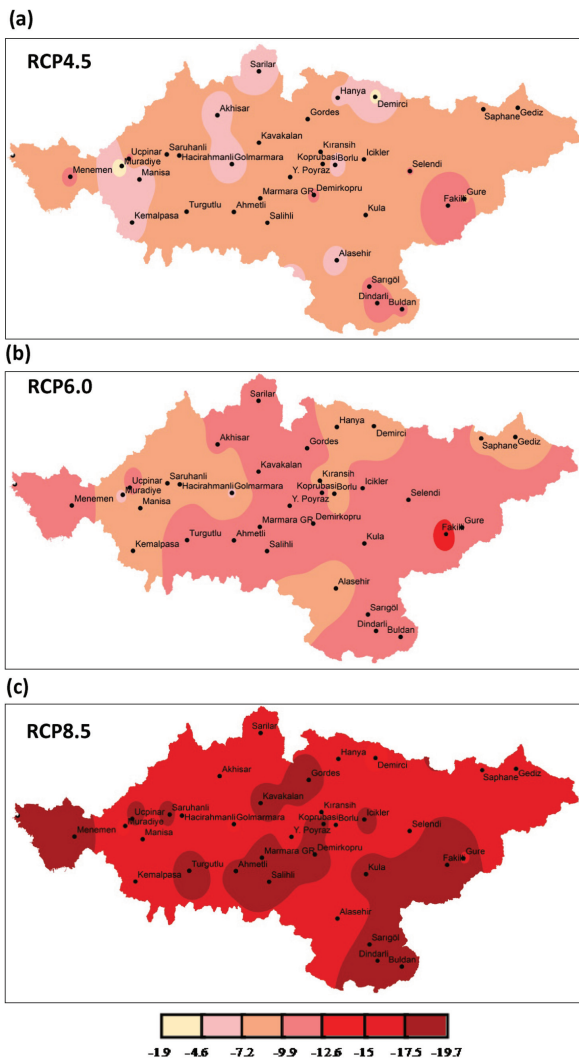 (a)
RCP4.5
Sarilar
Hanya
Demirci
Akhisar
Gordes
Saphane Gediz
Kavakalan
Ucpinar Saruhanli
Kıransih
Muradiye Hacirahmanli Golmarmara
Koprubasi Borlu Icikler
Menemen
Manisa
Y. Poyraz
Selendi
Marmara GR Demirkopru
Gure
Fakili
Kemalpasa Turgutlu Ahmetli Salihli
Kula
Alasehir
Sarıgöl
Dindarli
Buldan
(b)
RCP6.0
Sarilar
Hanya
Demirci
Akhisar
Gordes
Saphane Gediz
Kavakalan
Ucpinar Saruhanli
Kıransih
Muradiye Hacirahmanli Golmarmara
Koprubasi Borlu Icikler
Menemen
Manisa
Y. Poyraz
Selendi
Marmara GR Demirkopru
Gure
Fakili
Kemalpasa Turgutlu Ahmetli Salihli
Kula
Alasehir
Sarıgöl
Dindarli
Buldan
(c)
RCP8.5
Sarilar
Hanya
Demirci
Akhisar
Gordes
Saphane Gediz
Kavakalan
Ucpinar Saruhanli
Kıransih
Muradiye Hacirahmanli Golmarmara
Koprubasi Borlu Icikler
Menemen
Manisa
Y. Poyraz
Selendi
Marmara GR Demirkopru
Gure
Fakili
Kemalpasa Turgutlu Ahmetli Salihli
Kula
Alasehir
Sarıgöl
Dindarli
Buldan
-1.9 -4.6 -7.2 -9.9 -12.6 -15 -15 -17.5 -19.7